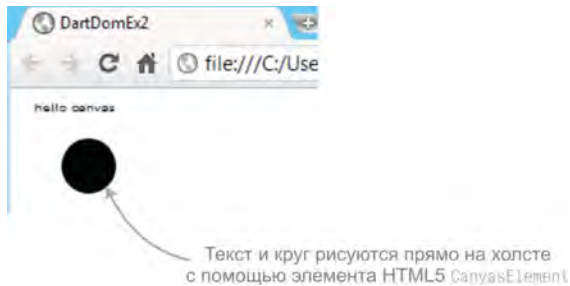 DartDomEx2
file:///C:/Use
hello canvas
Текст и круг рисуются прямо на холсте
с помощью элемента HTML5 CanvasElement